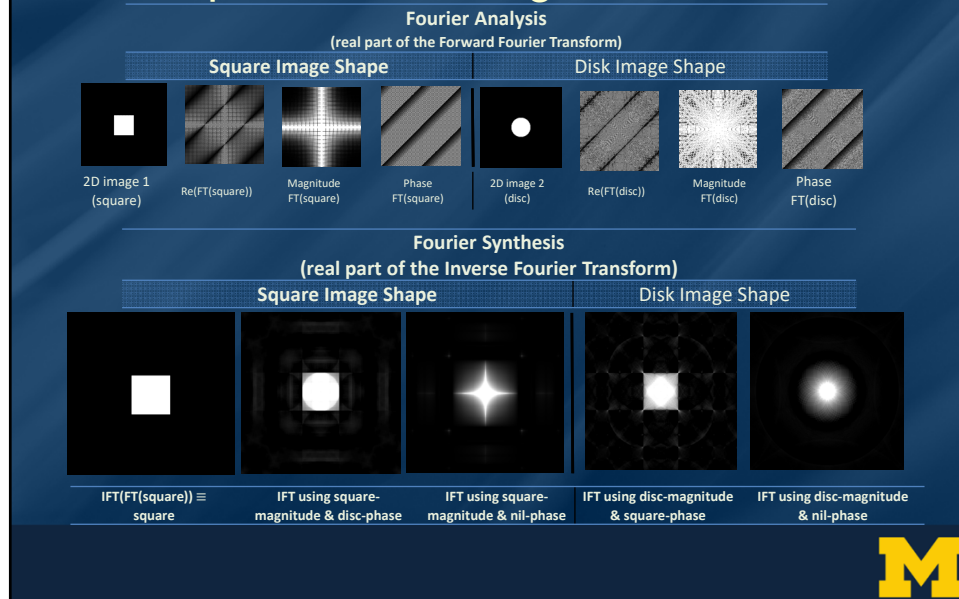 Fourier Analysis
(real part of the Forward Fourier Transform)
Square Image Shape
Disk Image Shape
2D image 1
(square)
Re(FT(square))
Magnitude
FT(square)
Phase
FT(square)
2D image 2
(disc)
Re(FT(disc))
Magnitude
FT(disc)
Phase
FT(disc)
Fourier Synthesis
(real part of the Inverse Fourier Transform)
Square Image Shape
Disk Image Shape
IFT(FT(square)) ≡
square
IFT using square-
magnitude & disc-phase
IFT using square-
magnitude & nil-phase
IFT using disc-magnitude
& square-phase
IFT using disc-magnitude
& nil-phase
M